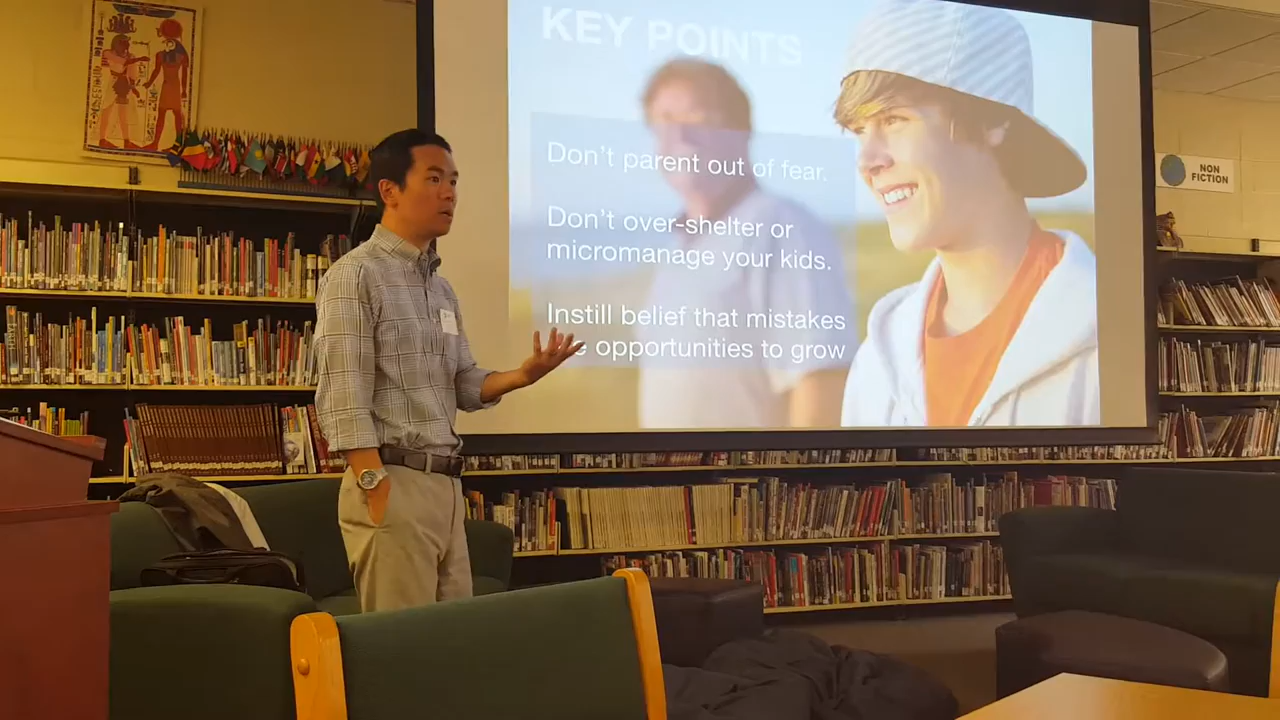 KEY POINTS
Don't parent out of fear.
Don't over-shelter or
micromanage your kids.
Instill belief that mistakes
opportunities to grow
NON
FICTION